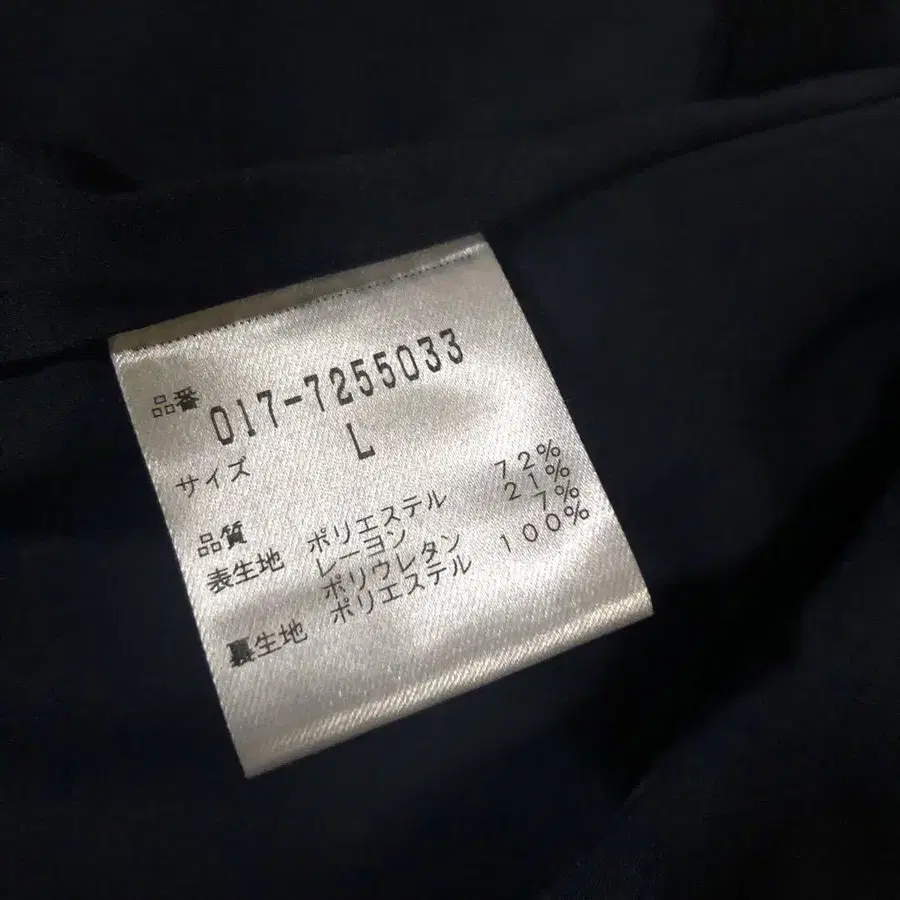 品番 017-7255033
サイズ L
品質
表生地 ポリエステル 72%
レーヨン 21%
ポリウレタン 7%
裏生地 ポリエステル 100%